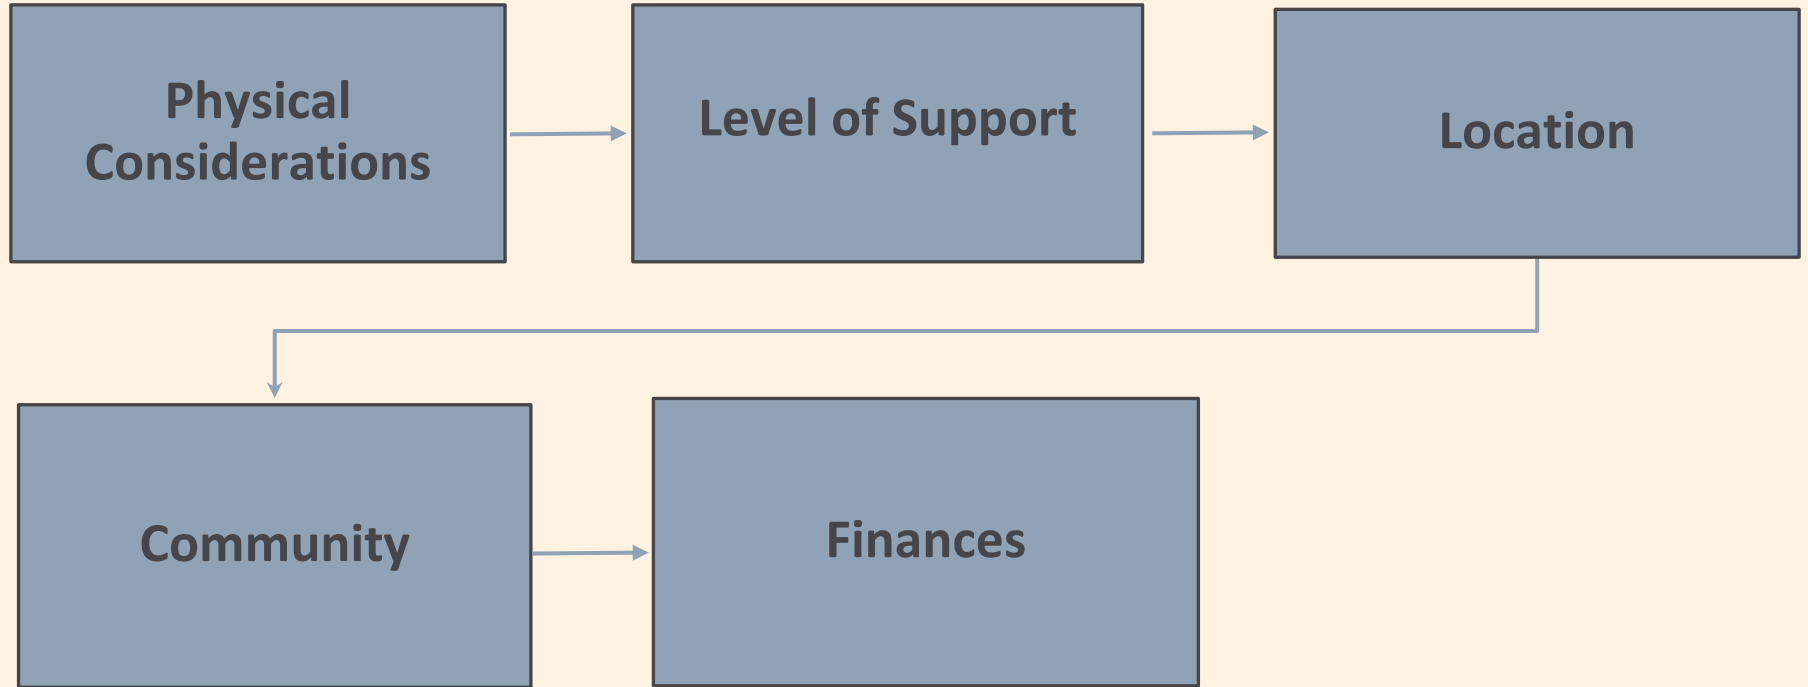 Physical
Considerations
Level of Support
Location
Community
Finances